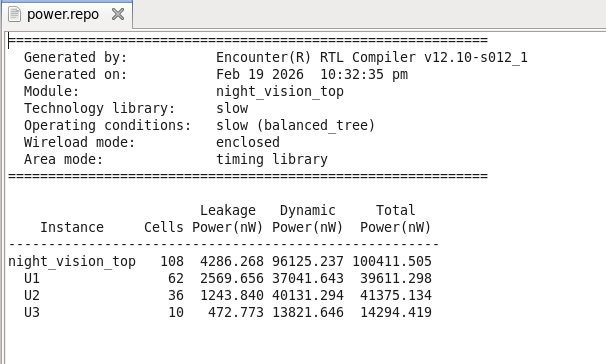 power.repo
============================================================
  Generated by:           Encounter(R) RTL Compiler v12.10-s012_1
  Generated on:           Feb 19 2026  10:32:35 pm
  Module:                 night_vision_top
  Technology library:     slow
  Operating conditions:   slow (balanced_tree)
  Wireload mode:          enclosed
  Area mode:              timing library
============================================================
                        Leakage   Dynamic     Total
    Instance     Cells Power(nW) Power(nW)  Power(nW)
------------------------------------------------------
night_vision_top   108  4286.268 96125.237 100411.505
  U1                62  2569.656 37041.643  39611.298
  U2                36  1243.840 40131.294  41375.134
  U3                10   472.773 13821.646  14294.419